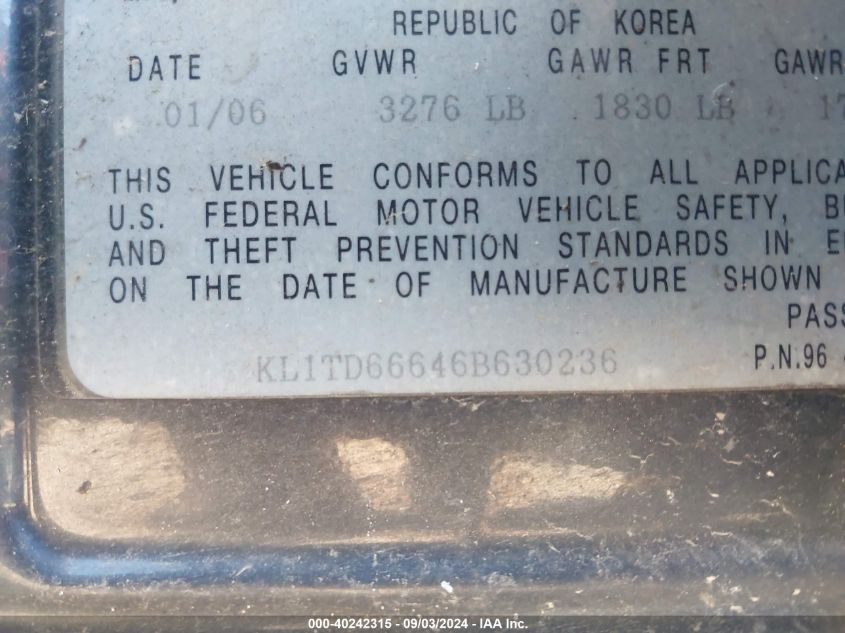 REPUBLIC OF KOREA
DATE GVWR GAWR FRT GAWR
01/06 3276 LB 1830 LB 17
THIS VEHICLE CONFORMS TO ALL APPLICA
U.S. FEDERAL MOTOR VEHICLE SAFETY, B
AND THEFT PREVENTION STANDARDS IN E
ON THE DATE OF MANUFACTURE SHOWN
PASS
KL1TD66646B630236 P.N.96 4
000-40242315 - 09/03/2024 - IAA Inc.